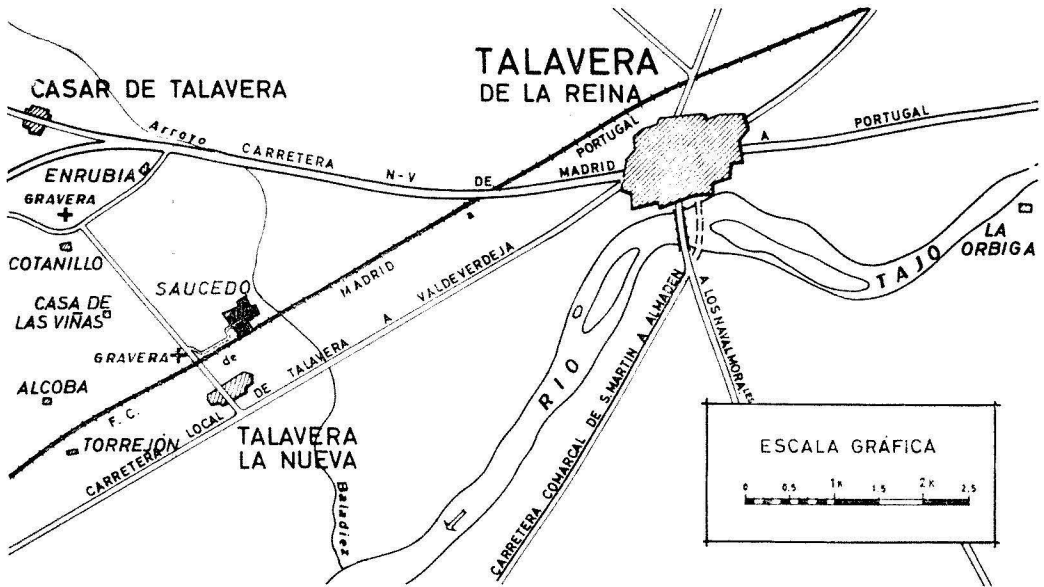 TALAVERA
DE LA REINA
CASAR DE TALAVERA
Arroyo
CARRETERA N-V DE MADRID A PORTUGAL
ENRUBIA
GRAVERA
COTANILLO
SAUCEDO
CASA DE
LAS VIÑAS
GRAVERA
ALCOBA
TORREJÓN
F. C. de MADRID PORTUGAL
CARRETERA LOCAL DE TALAVERA A VALDEVERDEJA
TALAVERA
LA NUEVA
Baladiez
RIO TAJO
LA
ORBIGA
A LOS NAVALMORALES
CARRETERA COMARCAL DE S. MARTIN A ALMADEN
ESCALA GRÁFICA
0 0,5 1K 1,5 2K 2,5